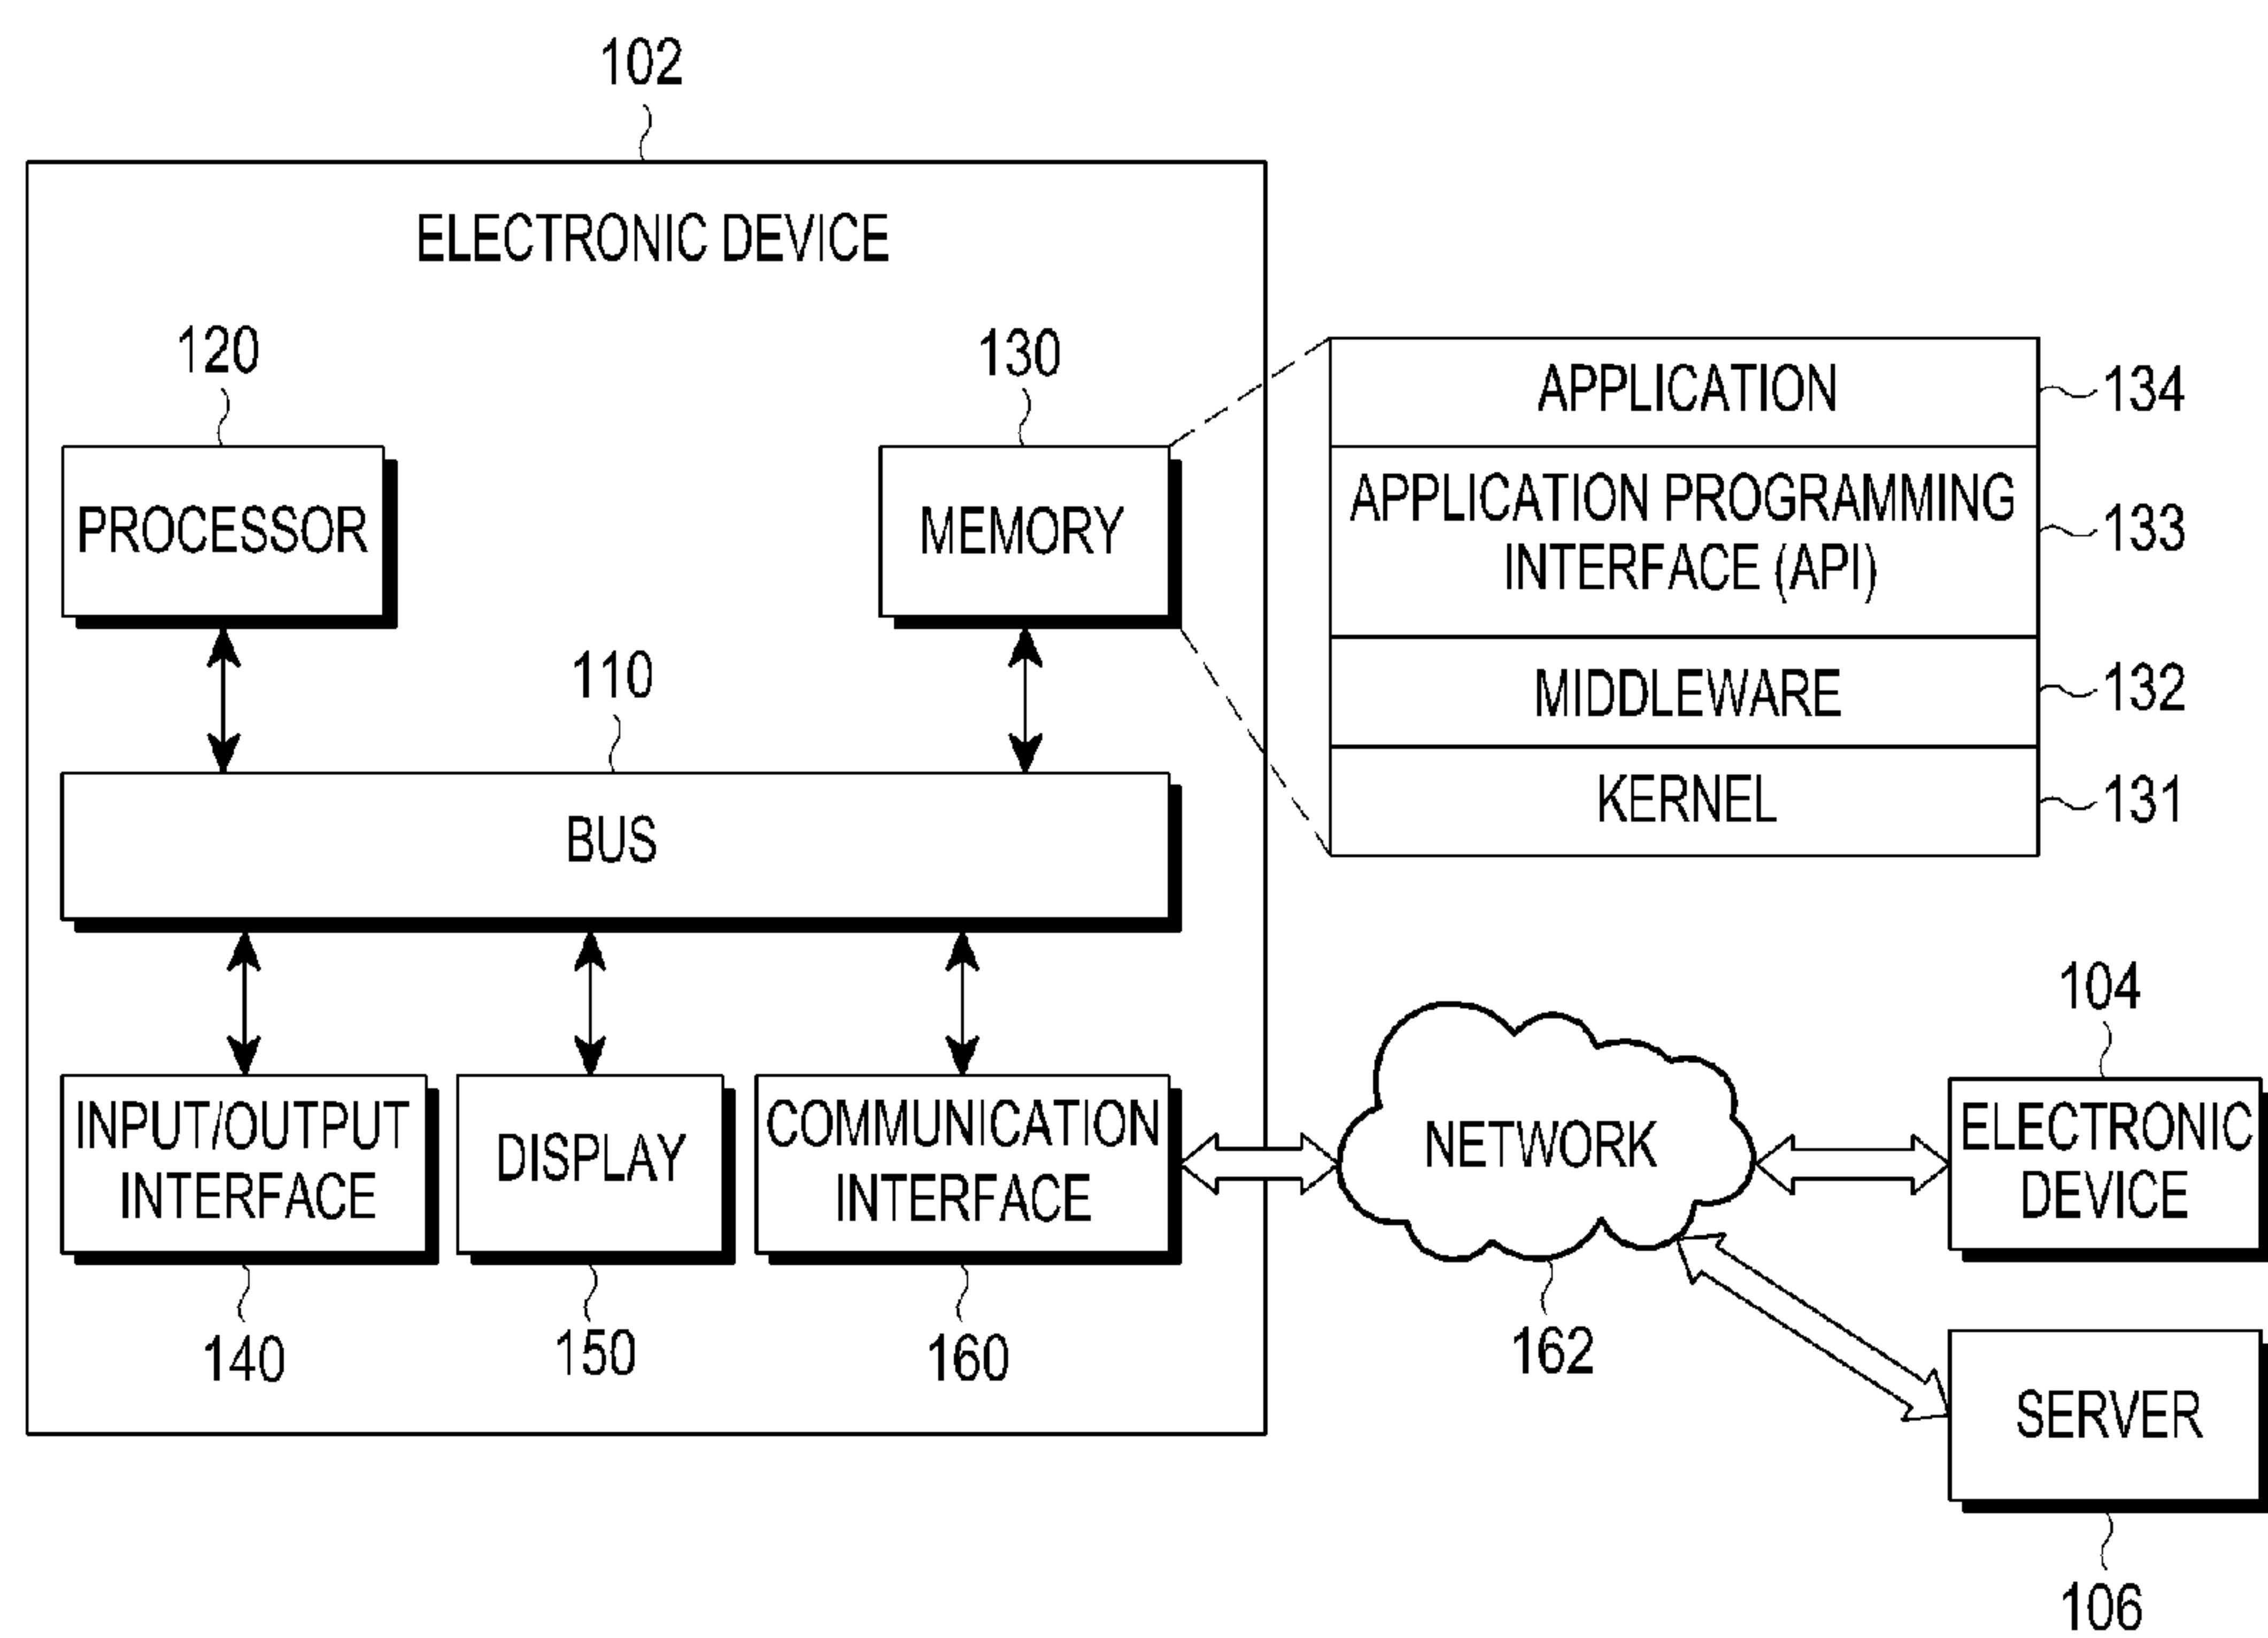 102
ELECTRONIC DEVICE
120
130
PROCESSOR
MEMORY
APPLICATION
134
APPLICATION PROGRAMMING
INTERFACE (API)
133
MIDDLEWARE
132
KERNEL
131
110
BUS
INPUT/OUTPUT
INTERFACE
DISPLAY
COMMUNICATION
INTERFACE
140
150
160
NETWORK
162
104
ELECTRONIC
DEVICE
SERVER
106